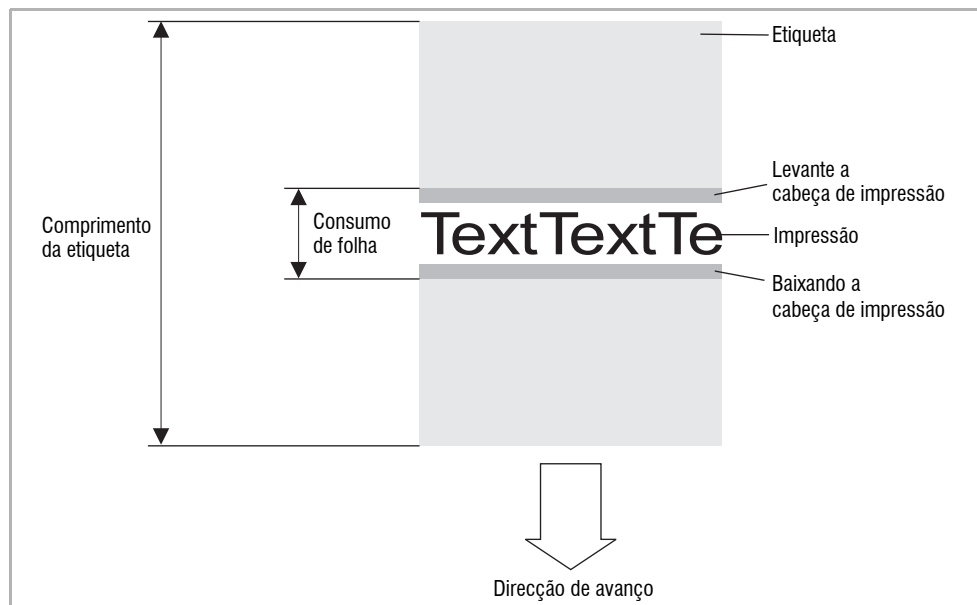 Etiqueta
Levante a
cabeça de impressão
Comprimento
da etiqueta
Consumo
de folha
TextTextTe
Impressão
Baixando a
cabeça de impressão
Direcção de avanço